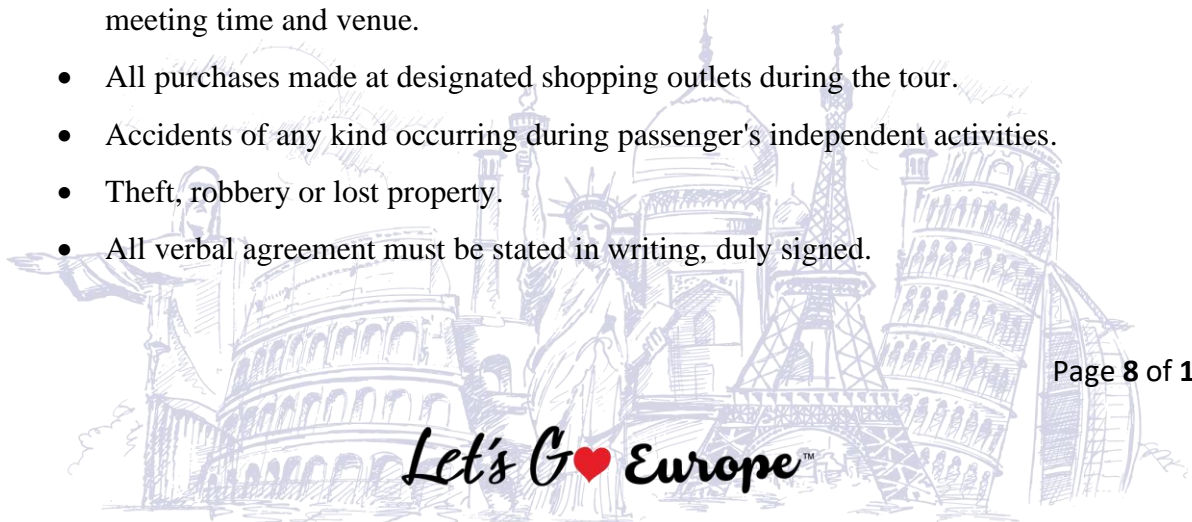 meeting time and venue.
• All purchases made at designated shopping outlets during the tour.
• Accidents of any kind occurring during passenger's independent activities.
• Theft, robbery or lost property.
• All verbal agreement must be stated in writing, duly signed.
Page 8 of 1
Let's G❤ Europe™